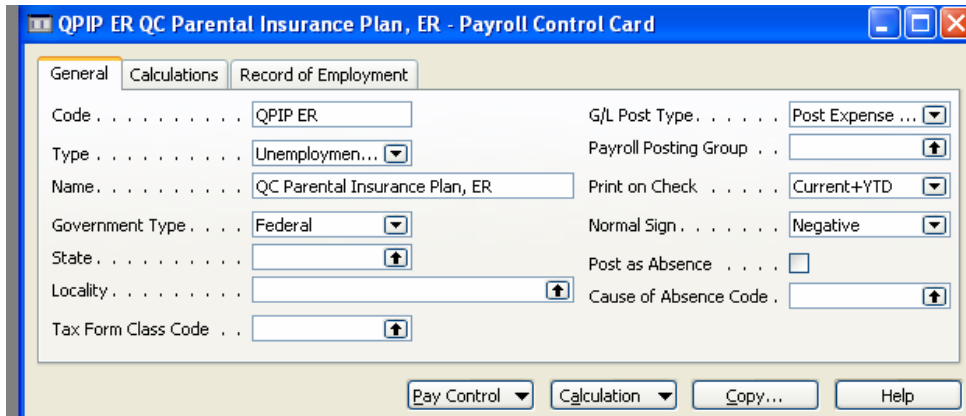 QPIP ER QC Parental Insurance Plan, ER - Payroll Control Card
General Calculations Record of Employment
Code . . . . . . . . . . . QPIP ER
Type . . . . . . . . . . Unemploymen...
Name. . . . . . . . . . QC Parental Insurance Plan, ER
Government Type . . . . Federal
State . . . . . . . . . .
Locality . . . . . . . . .
Tax Form Class Code . . .
G/L Post Type. . . . . . Post Expense ...
Payroll Posting Group . .
Print on Check . . . . . Current+YTD
Normal Sign. . . . . . . Negative
Post as Absence . . . .
Cause of Absence Code .
Pay Control Calculation Copy... Help